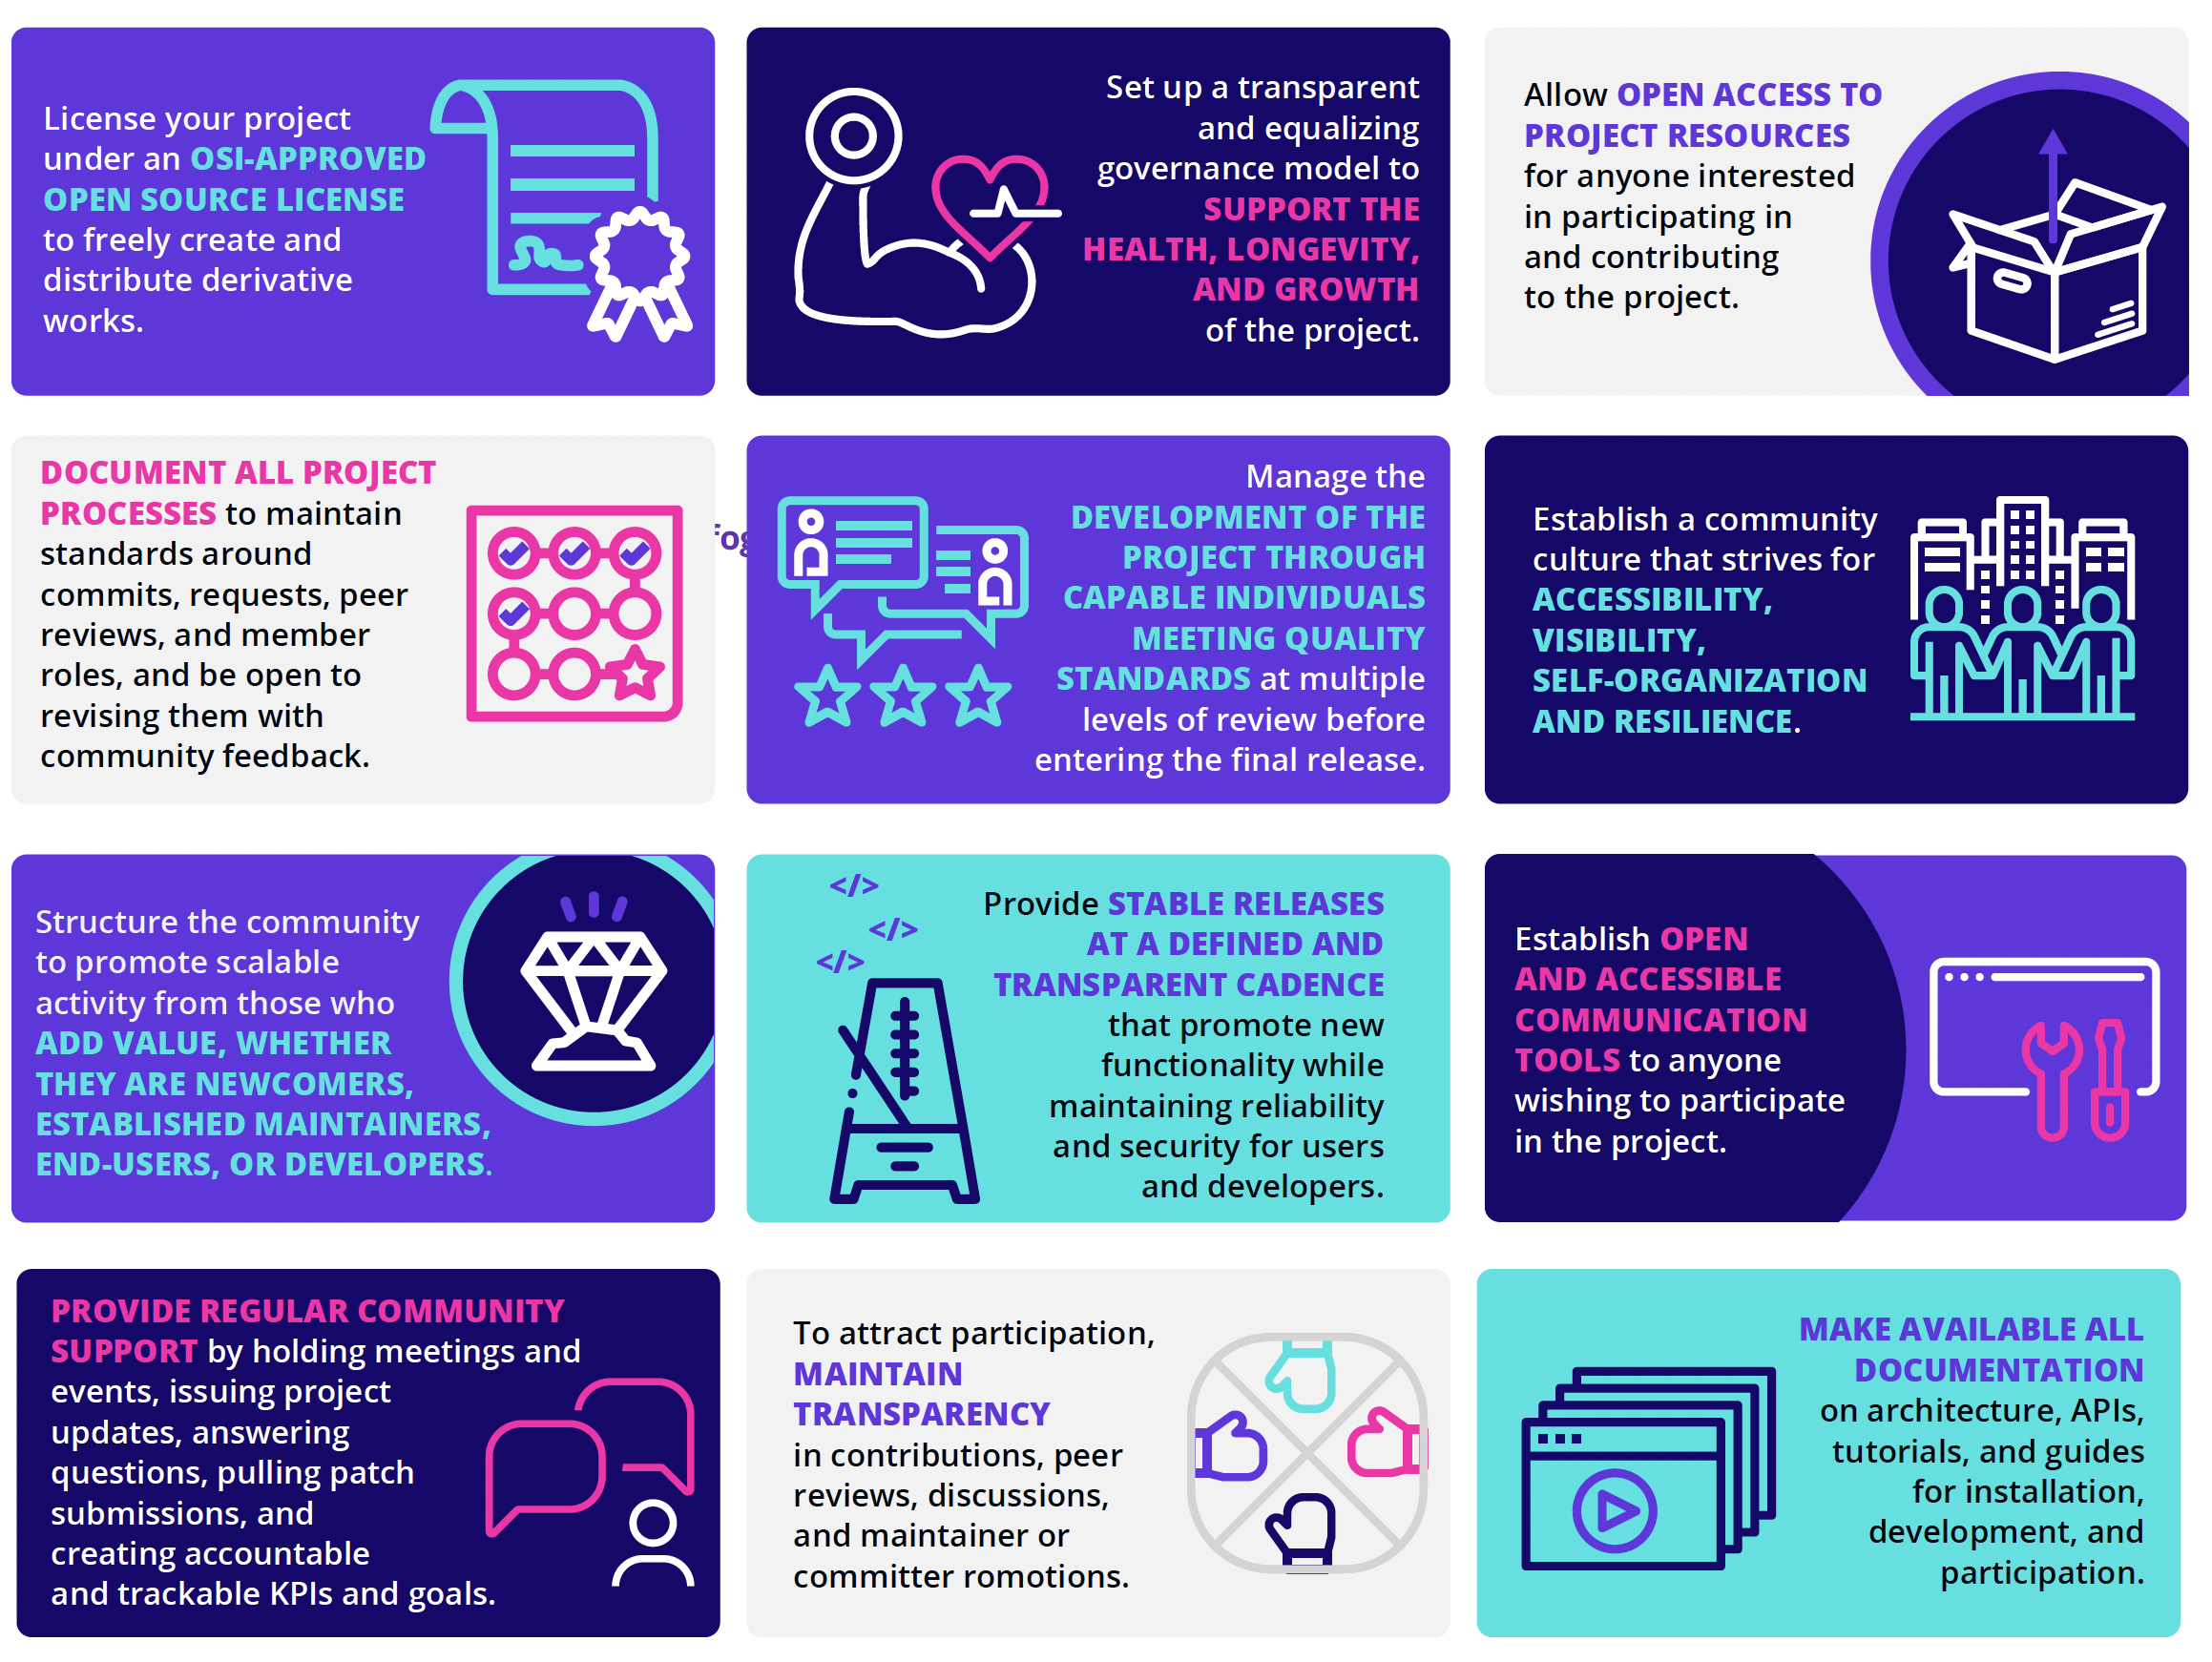 License your project
under an OSI-APPROVED
OPEN SOURCE LICENSE
to freely create and
distribute derivative
works.
Set up a transparent
and equalizing
governance model to
SUPPORT THE
HEALTH, LONGEVITY,
AND GROWTH
of the project.
Allow OPEN ACCESS TO
PROJECT RESOURCES
for anyone interested
in participating in
and contributing
to the project.
DOCUMENT ALL PROJECT
PROCESSES to maintain
standards around
commits, requests, peer
reviews, and member
roles, and be open to
revising them with
community feedback.
fog
Manage the
DEVELOPMENT OF THE
PROJECT THROUGH
CAPABLE INDIVIDUALS
MEETING QUALITY
STANDARDS at multiple
levels of review before
entering the final release.
Establish a community
culture that strives for
ACCESSIBILITY,
VISIBILITY,
SELF-ORGANIZATION
AND RESILIENCE.
Structure the community
to promote scalable
activity from those who
ADD VALUE, WHETHER
THEY ARE NEWCOMERS,
ESTABLISHED MAINTAINERS,
END-USERS, OR DEVELOPERS.
</>
</>
</>
Provide STABLE RELEASES
AT A DEFINED AND
TRANSPARENT CADENCE
that promote new
functionality while
maintaining reliability
and security for users
and developers.
Establish OPEN
AND ACCESSIBLE
COMMUNICATION
TOOLS to anyone
wishing to participate
in the project.
PROVIDE REGULAR COMMUNITY
SUPPORT by holding meetings and
events, issuing project
updates, answering
questions, pulling patch
submissions, and
creating accountable
and trackable KPIs and goals.
To attract participation,
MAINTAIN
TRANSPARENCY
in contributions, peer
reviews, discussions,
and maintainer or
committer romotions.
MAKE AVAILABLE ALL
DOCUMENTATION
on architecture, APIs,
tutorials, and guides
for installation,
development, and
participation.